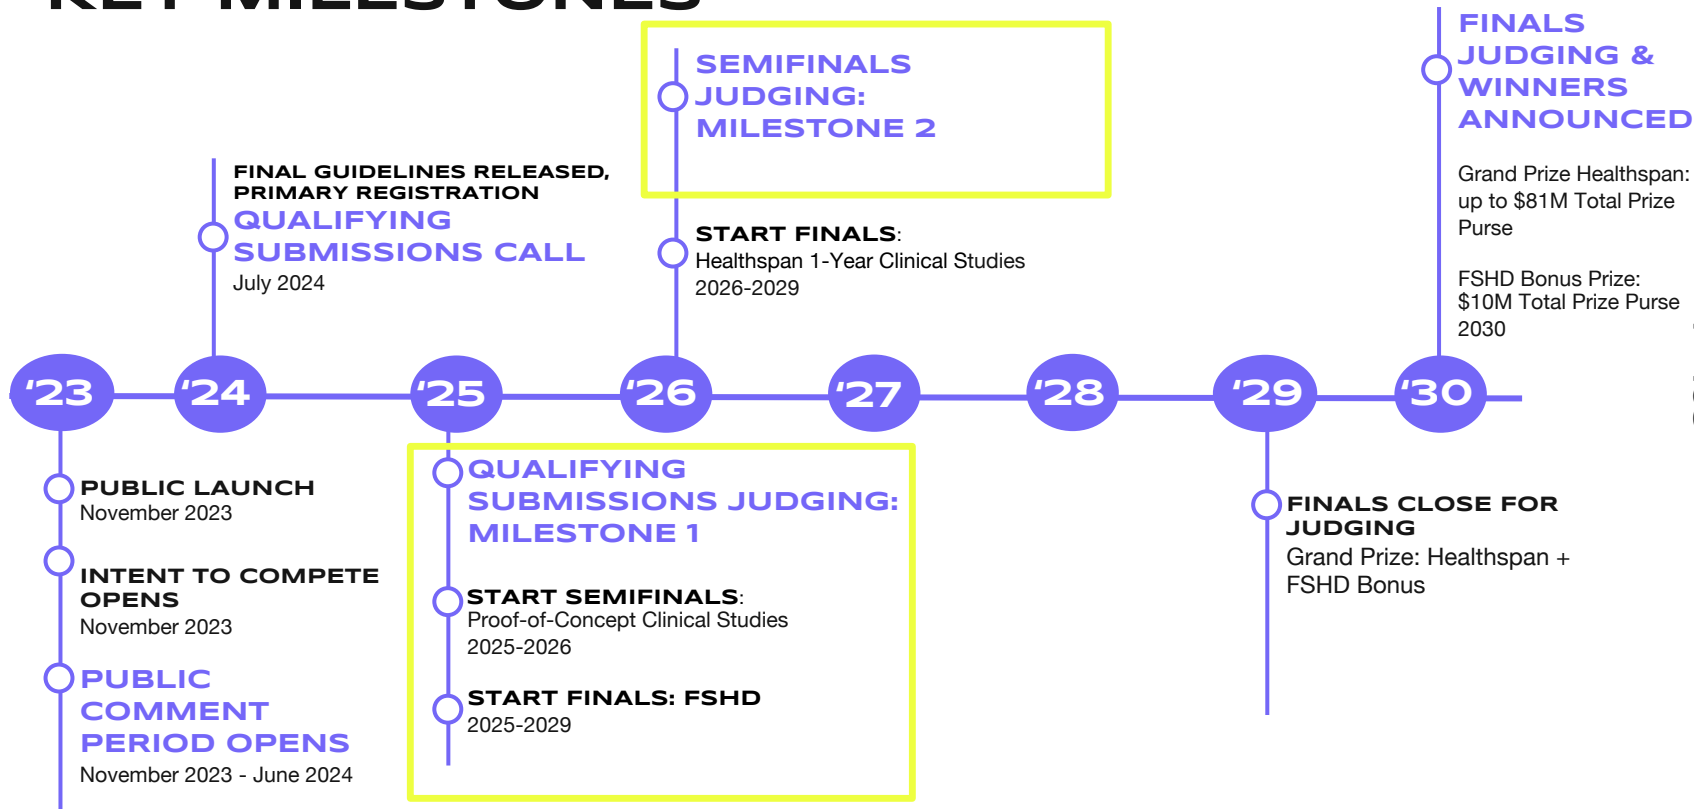 KEY MILESTONES
SEMIFINALS
JUDGING:
MILESTONE 2
FINALS
JUDGING &
WINNERS
ANNOUNCED
FINAL GUIDELINES RELEASED,
PRIMARY REGISTRATION
QUALIFYING
SUBMISSIONS CALL
July 2024
START FINALS:
Healthspan 1-Year Clinical Studies
2026-2029
Grand Prize Healthspan:
up to $81M Total Prize
Purse
FSHD Bonus Prize:
$10M Total Prize Purse
2030
‘23 ‘24 ‘25 ‘26 ‘27 ‘28 ‘29 ‘30
PUBLIC LAUNCH
November 2023
INTENT TO COMPETE
OPENS
November 2023
PUBLIC
COMMENT
PERIOD OPENS
November 2023 - June 2024
QUALIFYING
SUBMISSIONS JUDGING:
MILESTONE 1
START SEMIFINALS:
Proof-of-Concept Clinical Studies
2025-2026
START FINALS: FSHD
2025-2029
FINALS CLOSE FOR
JUDGING
Grand Prize: Healthspan +
FSHD Bonus